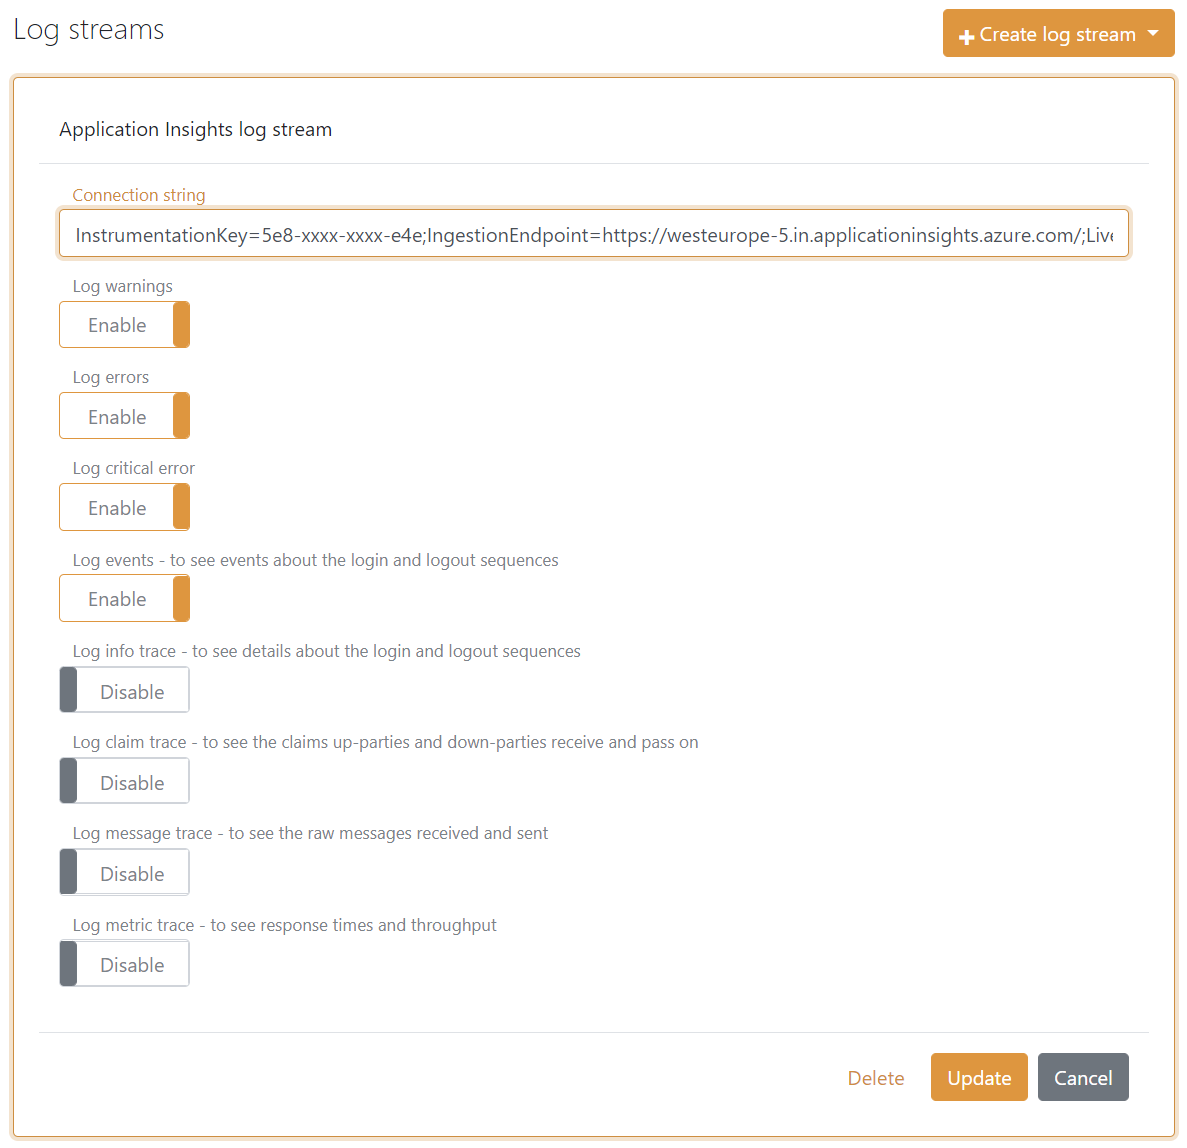 Log streams
Create log stream
Application Insights log stream
Connection string
InstrumentationKey=5e8-xxxx-xxxx-e4e;IngestionEndpoint=https://westeurope-5.in.applicationinsights.azure.com/;Live
Log warnings
Enable
Log errors
Enable
Log critical error
Enable
Log events - to see events about the login and logout sequences
Enable
Log info trace - to see details about the login and logout sequences
Disable
Log claim trace - to see the claims up-parties and down-parties receive and pass on
Disable
Log message trace - to see the raw messages received and sent
Disable
Log metric trace - to see response times and throughput
Disable
Delete
Update
Cancel